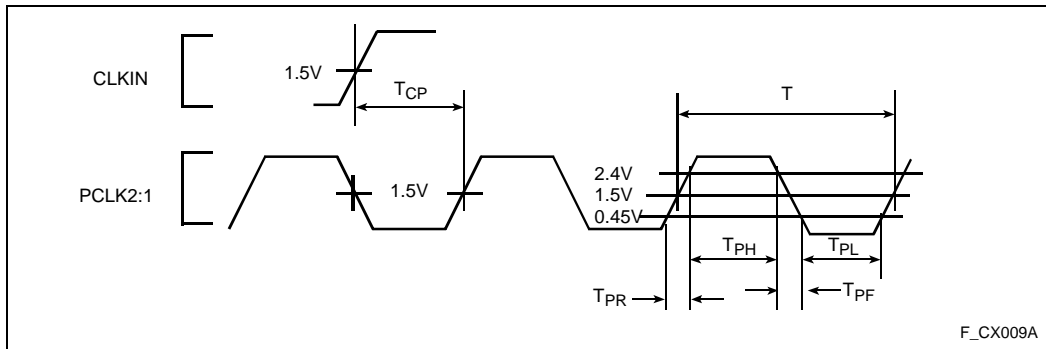 CLKIN
1.5V
TCP
T
PCLK2:1
1.5V
2.4V
1.5V
0.45V
TPH
TPL
TPR
TPF
F_CX009A